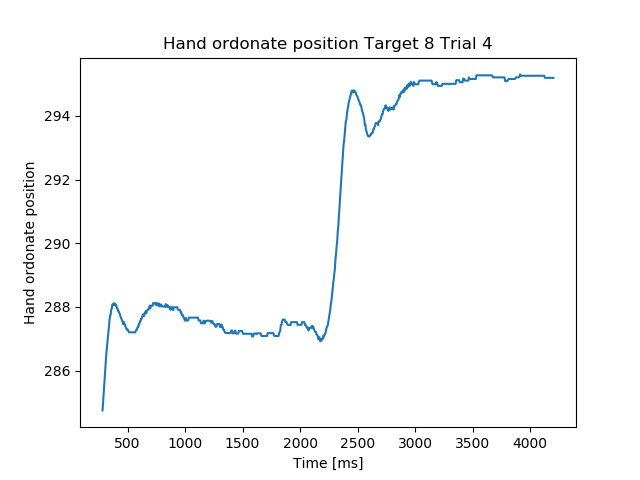 Hand ordonate position Target 8 Trial 4
Hand ordonate position
294
292
290
288
286
500 1000 1500 2000 2500 3000 3500 4000
Time [ms]